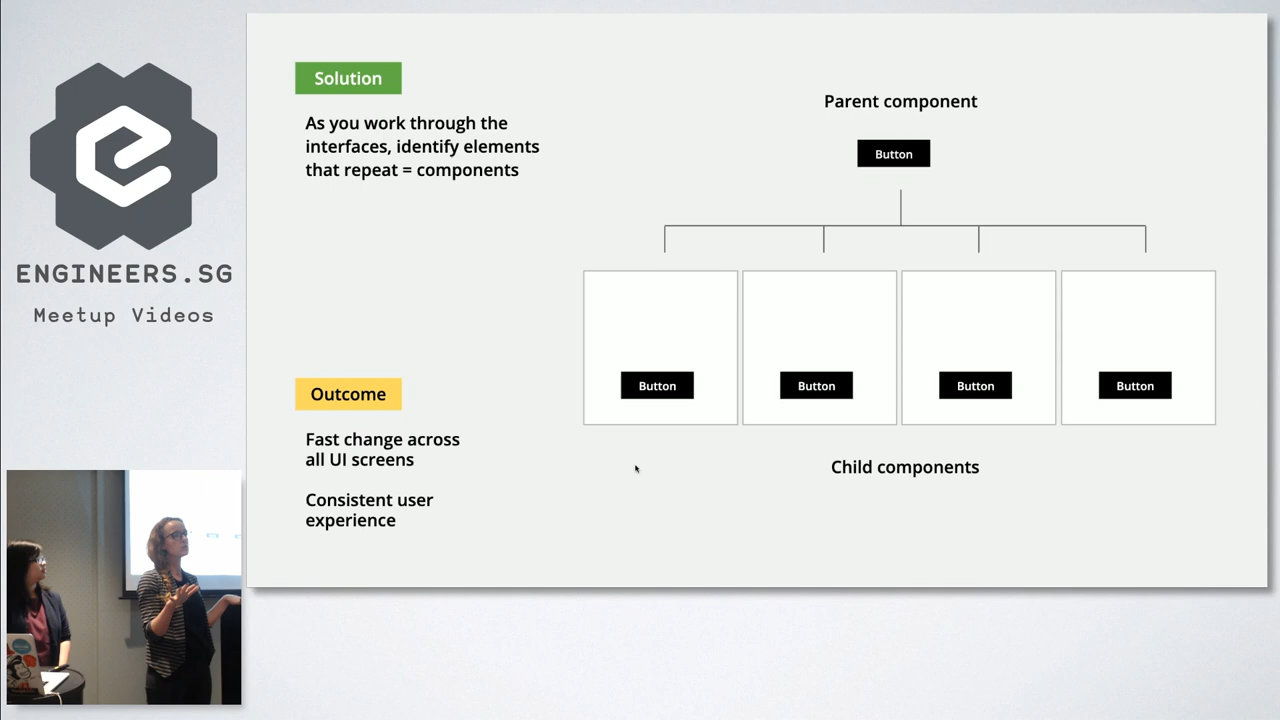 ENGINEERS.SG
Meetup Videos
Solution
As you work through the
interfaces, identify elements
that repeat = components
Outcome
Fast change across
all UI screens
Consistent user
experience
Parent component
Button
Button
Button
Button
Button
Child components